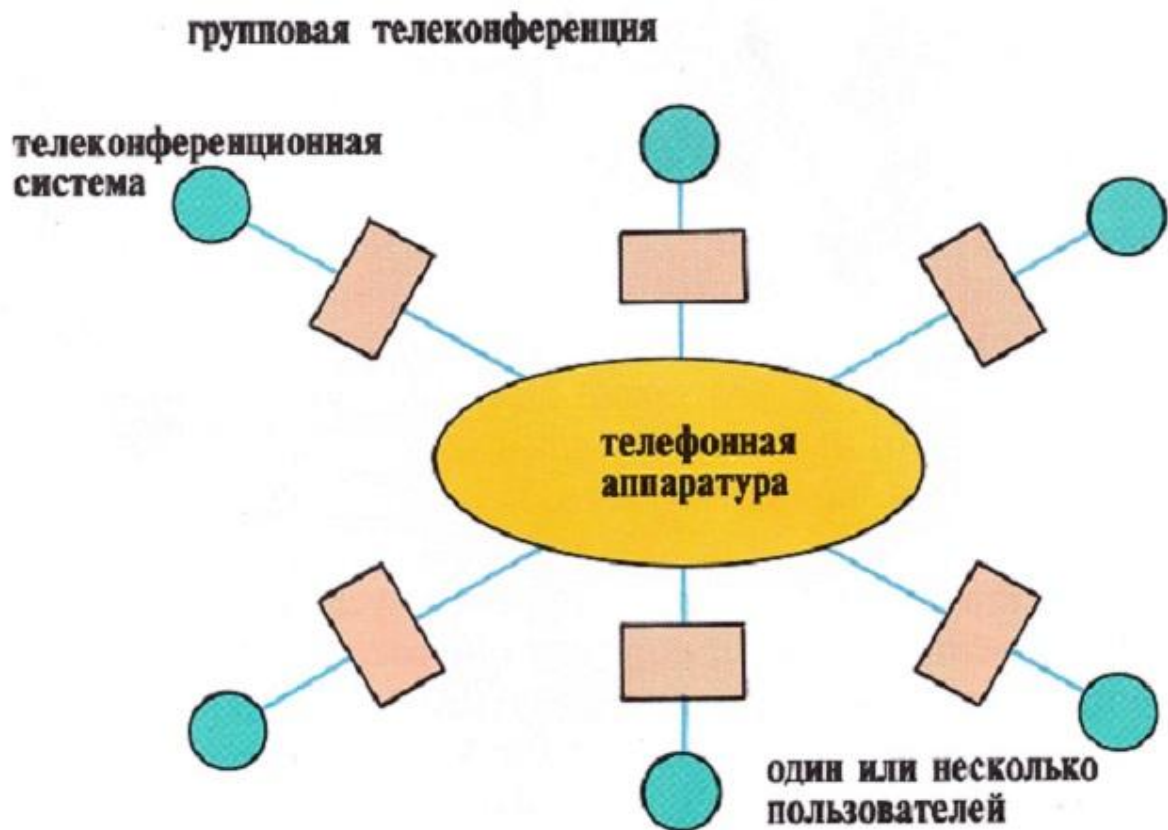 групповая телеконференция
телеконференционная
система
телефонная
аппаратура
один или несколько
пользователей